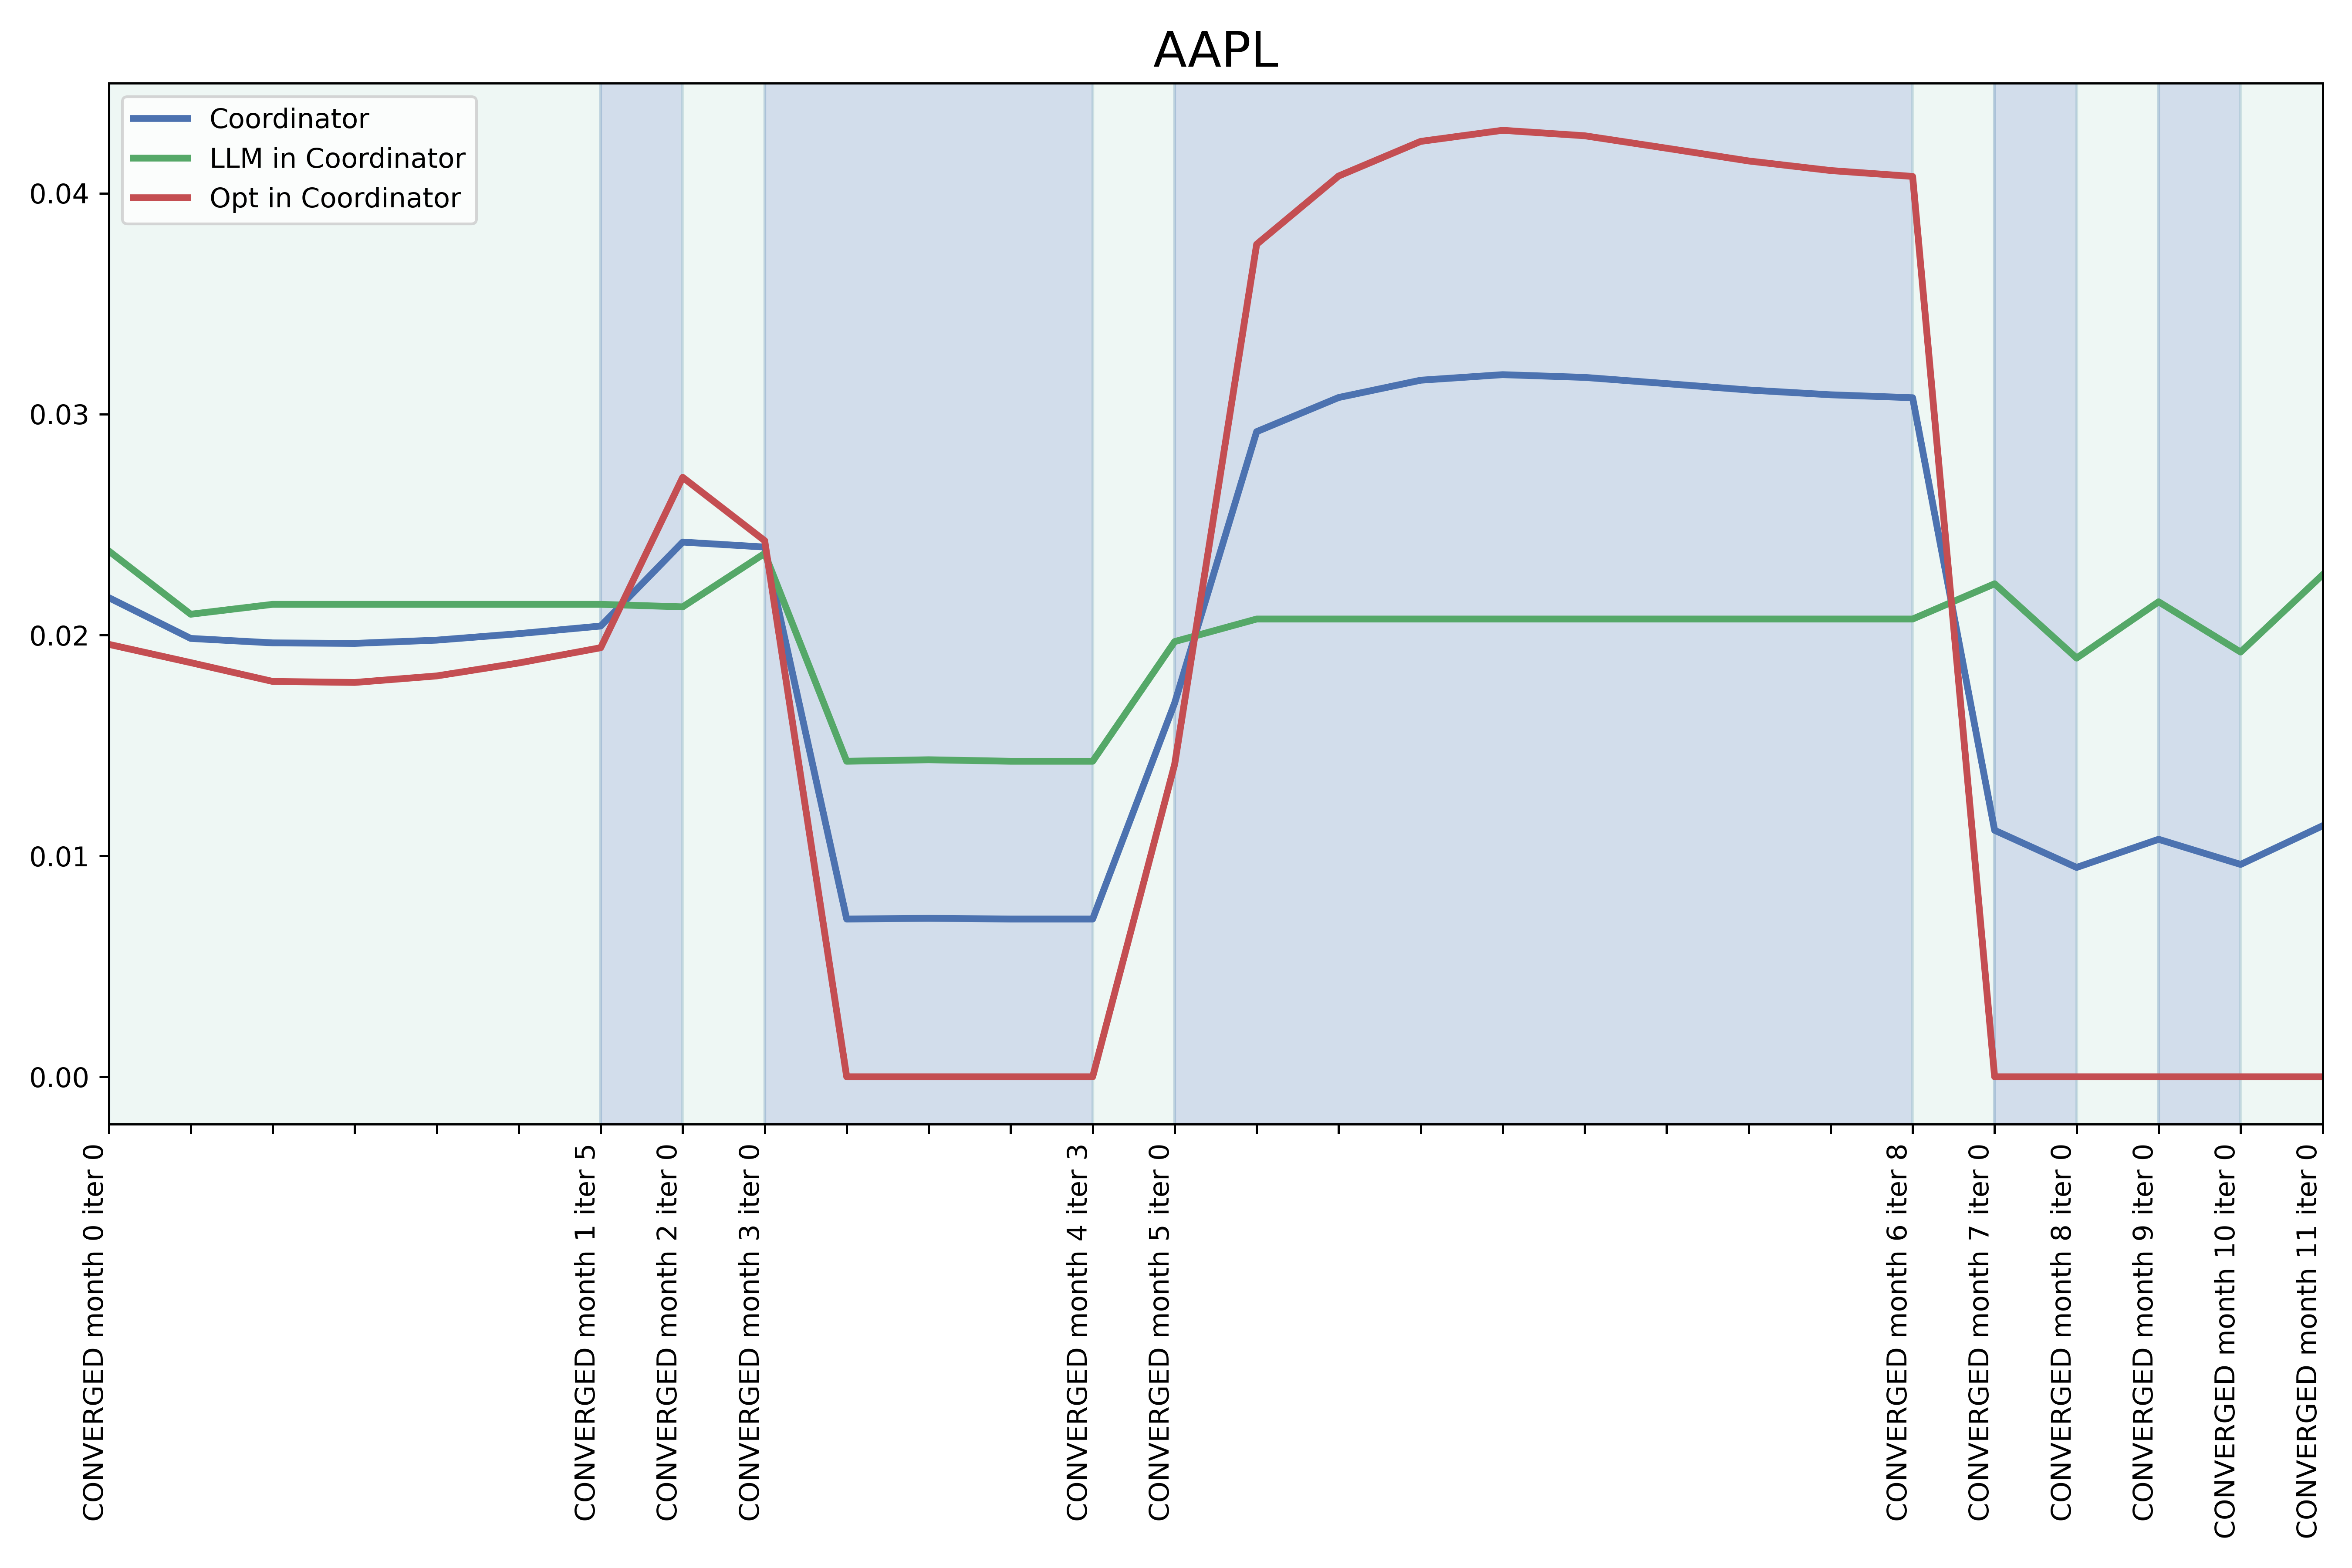 AAPL
Coordinator
LLM in Coordinator
Opt in Coordinator
0.04
0.03
0.02
0.01
0.00
CONVERGED month 0 iter 0
CONVERGED month 1 iter 5
CONVERGED month 2 iter 0
CONVERGED month 3 iter 0
CONVERGED month 4 iter 3
CONVERGED month 5 iter 0
CONVERGED month 6 iter 8
CONVERGED month 7 iter 0
CONVERGED month 8 iter 0
CONVERGED month 9 iter 0
CONVERGED month 10 iter 0
CONVERGED month 11 iter 0